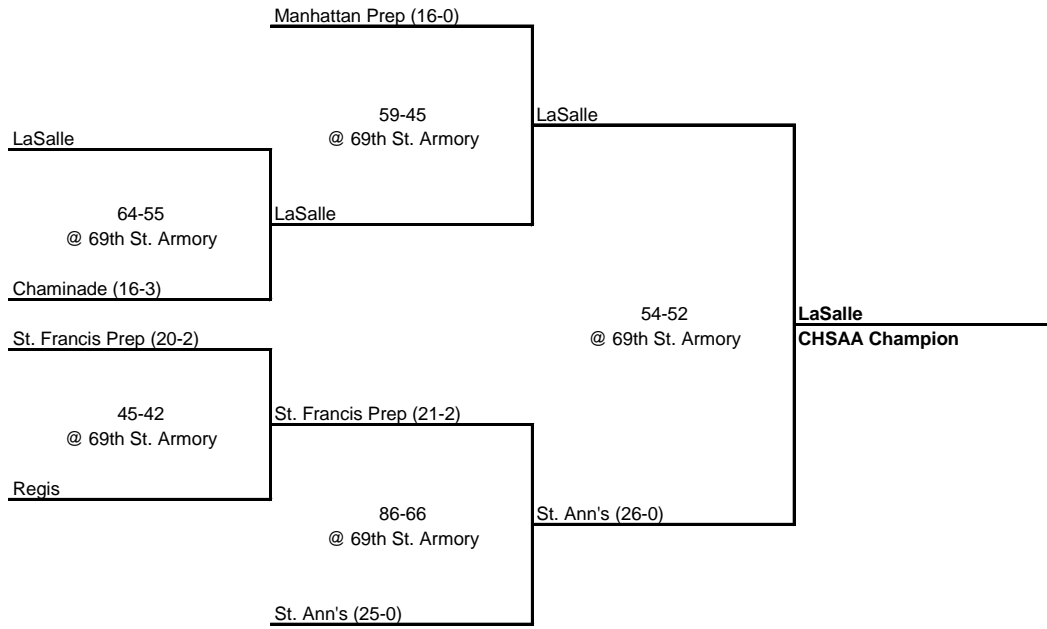 Manhattan Prep (16-0)
59-45
@ 69th St. Armory
LaSalle
LaSalle
64-55
@ 69th St. Armory
LaSalle
Chaminade (16-3)
54-52
@ 69th St. Armory
LaSalle
CHSAA Champion
St. Francis Prep (20-2)
45-42
@ 69th St. Armory
St. Francis Prep (21-2)
Regis
86-66
@ 69th St. Armory
St. Ann's (26-0)
St. Ann's (25-0)